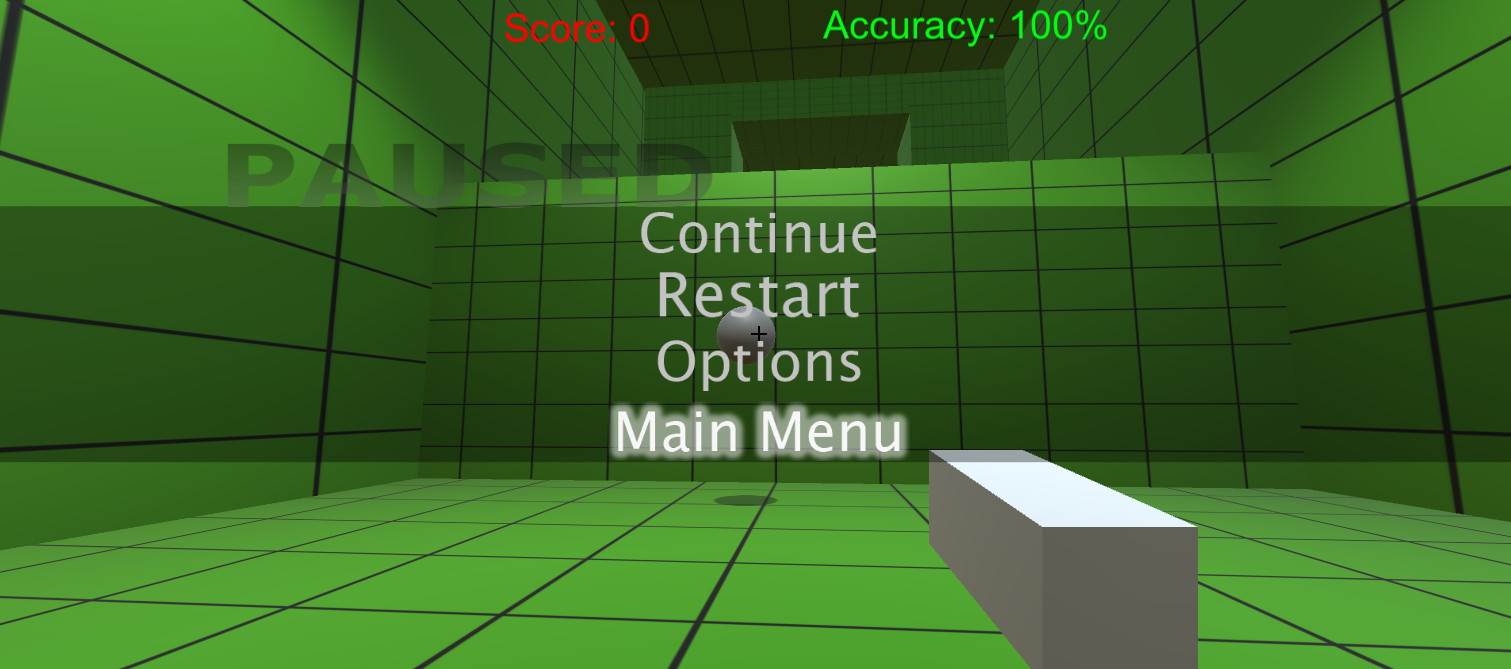 Score: 0
Accuracy: 100%
PAUSED
Continue
Restart
Options
Main Menu